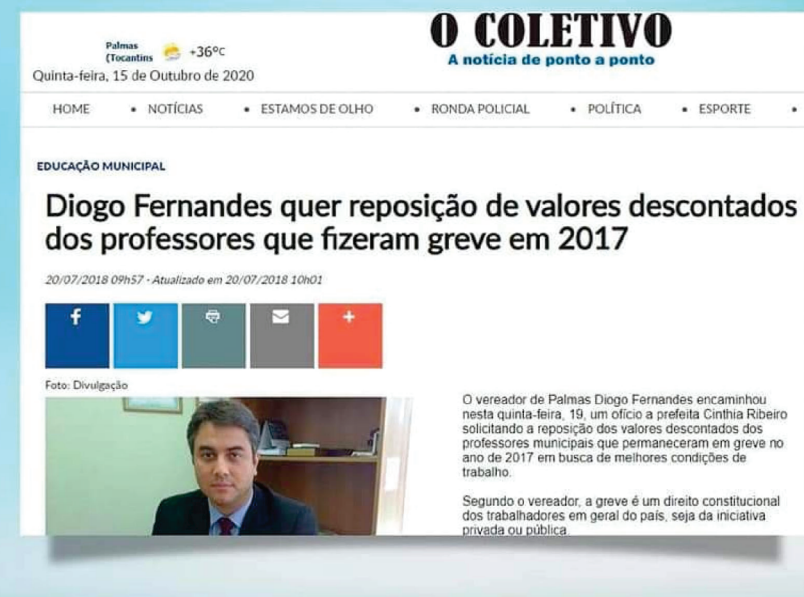 O COLETIVO
A notícia de ponto a ponto
Palmas
(Tocantins
+36°C
Quinta-feira, 15 de Outubro de 2020
HOME • NOTÍCIAS • ESTAMOS DE OLHO • RONDA POLICIAL • POLÍTICA • ESPORTE •
EDUCAÇÃO MUNICIPAL
Diogo Fernandes quer reposição de valores descontados
dos professores que fizeram greve em 2017
20/07/2018 09h57 - Atualizado em 20/07/2018 10h01
Foto: Divulgação
O vereador de Palmas Diogo Fernandes encaminhou
nesta quinta-feira, 19, um ofício a prefeita Cinthia Ribeiro
solicitando a reposição dos valores descontados dos
professores municipais que permaneceram em greve no
ano de 2017 em busca de melhores condições de
trabalho.
Segundo o vereador, a greve é um direito constitucional
dos trabalhadores em geral do país, seja da iniciativa
privada ou pública